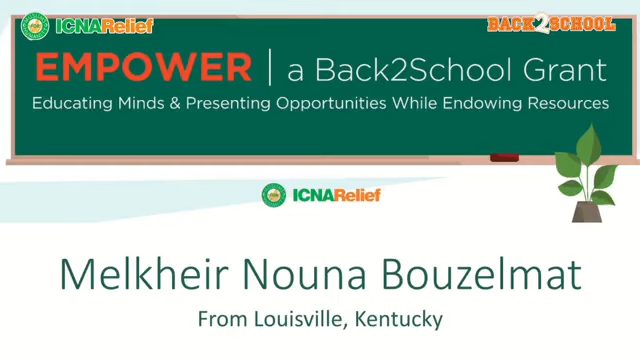 ICNARelief
BACK2SCHOOL
EMPOWER | a Back2School Grant
Educating Minds & Presenting Opportunities While Endowing Resources
ICNARelief
Melkheir Nouna Bouzelmat
From Louisville, Kentucky